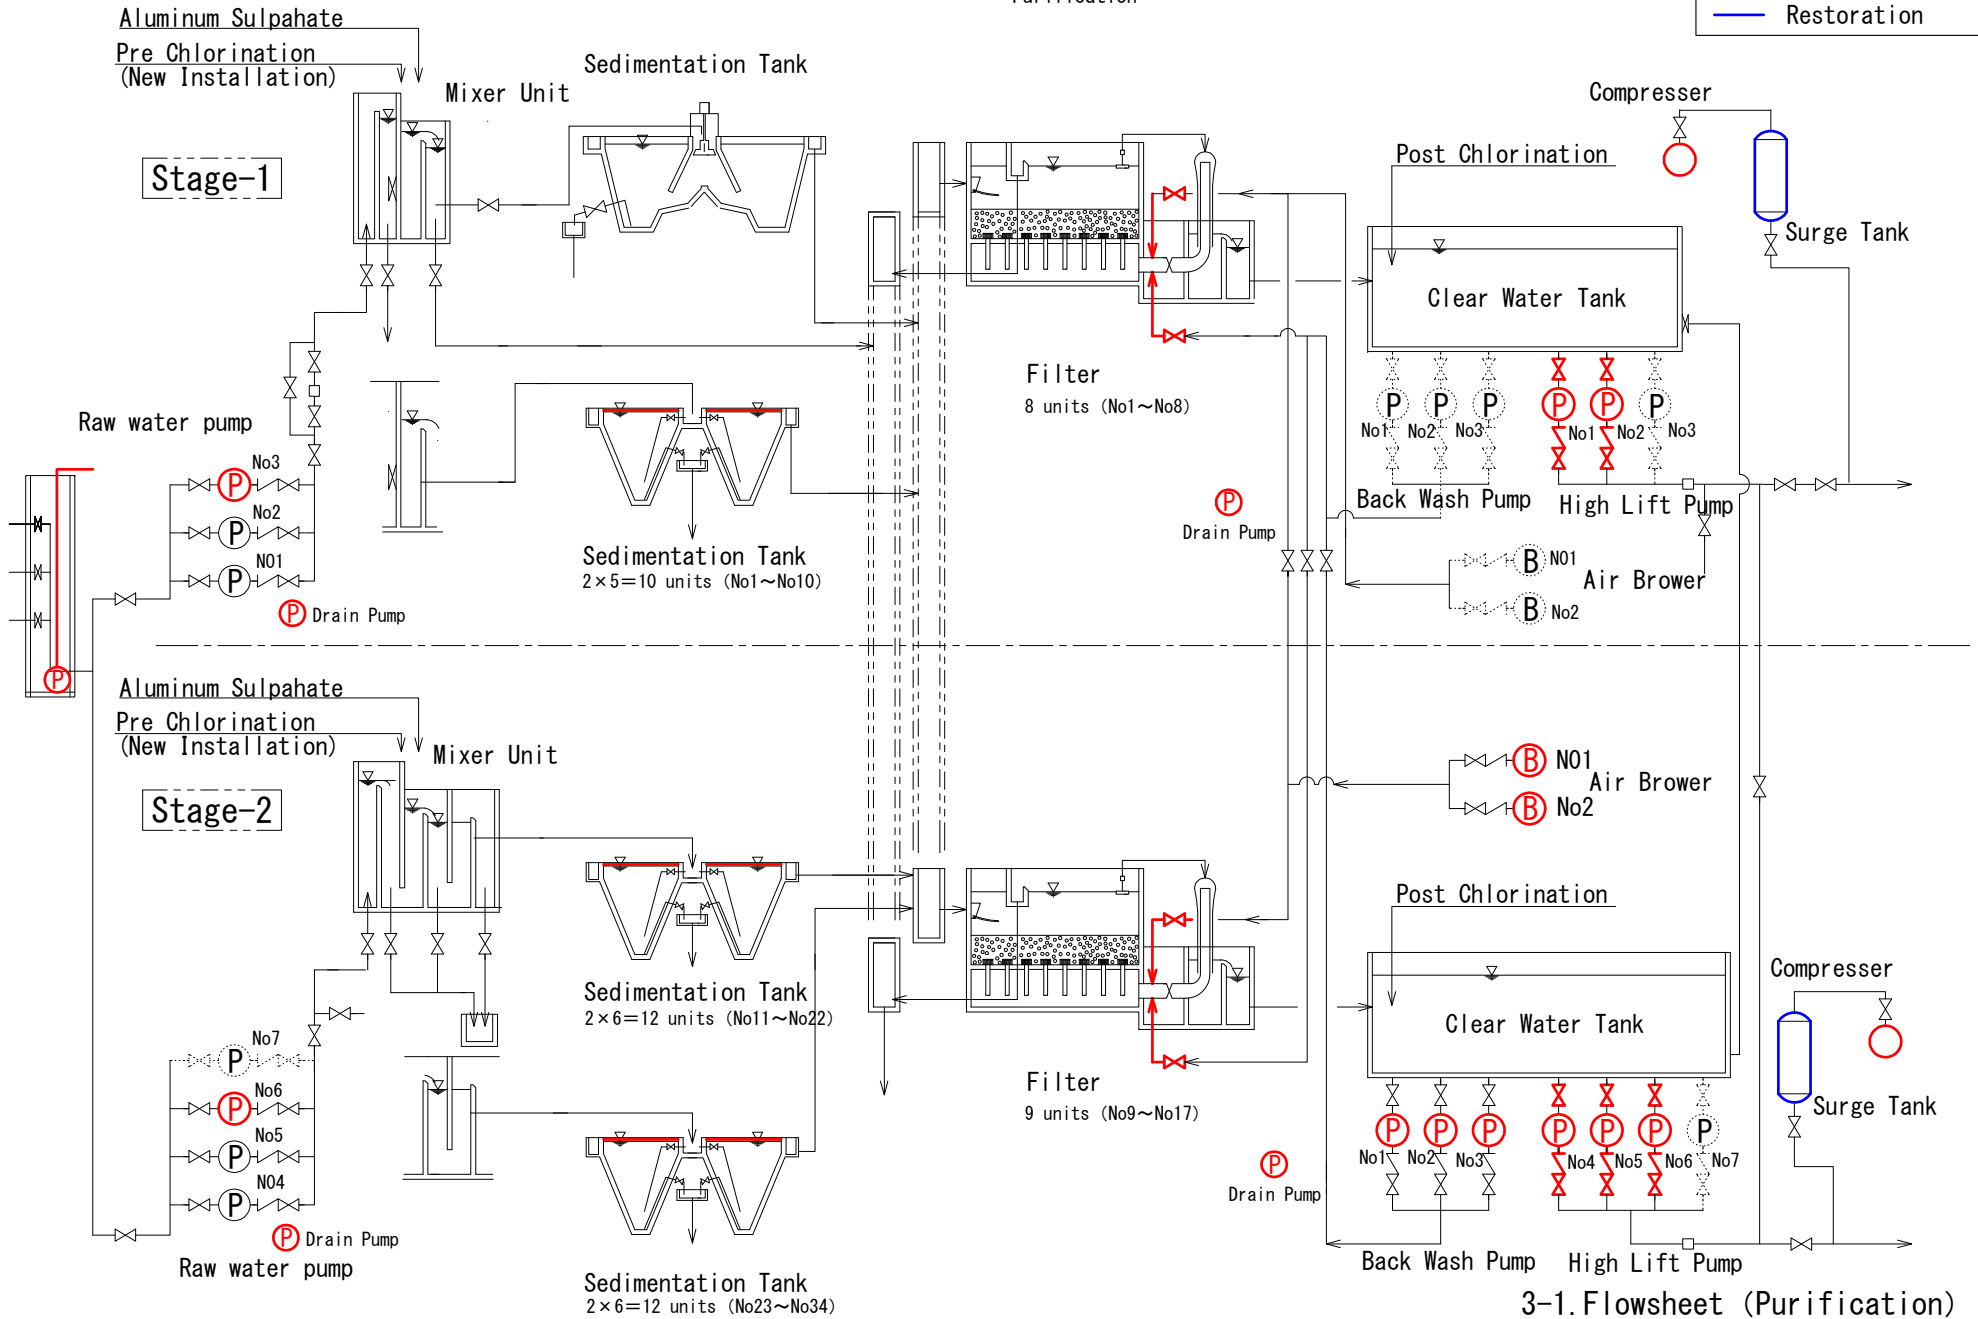 Purification
Restoration
Aluminum Sulpahate
Pre Chlorination
(New Installation)
Mixer Unit
Sedimentation Tank
Stage-1
Compresser
Post Chlorination
Surge Tank
Clear Water Tank
Filter
8 units (No1~No8)
Raw water pump
No3
No2
NO1
P
P
P
P Drain Pump
P
Sedimentation Tank
2×5=10 units (No1~No10)
P
Drain Pump
P P P P P P
No1 No2 No3 No1 No2 No3
Back Wash Pump
High Lift Pump
B NO1
Air Brower
B No2
Aluminum Sulpahate
Pre Chlorination
(New Installation)
Mixer Unit
Stage-2
B NO1
Air Brower
B No2
Post Chlorination
Compresser
Sedimentation Tank
2×6=12 units (No11~No22)
Clear Water Tank
Filter
9 units (No9~No17)
Surge Tank
No7
P
No6
P
No5
P
NO4
P
P Drain Pump
Raw water pump
P
Drain Pump
P P P P P P P
No1 No2 No3 No4 No5 No6 No7
Back Wash Pump
High Lift Pump
Sedimentation Tank
2×6=12 units (No23~No34)
3-1.Flowsheet (Purification)